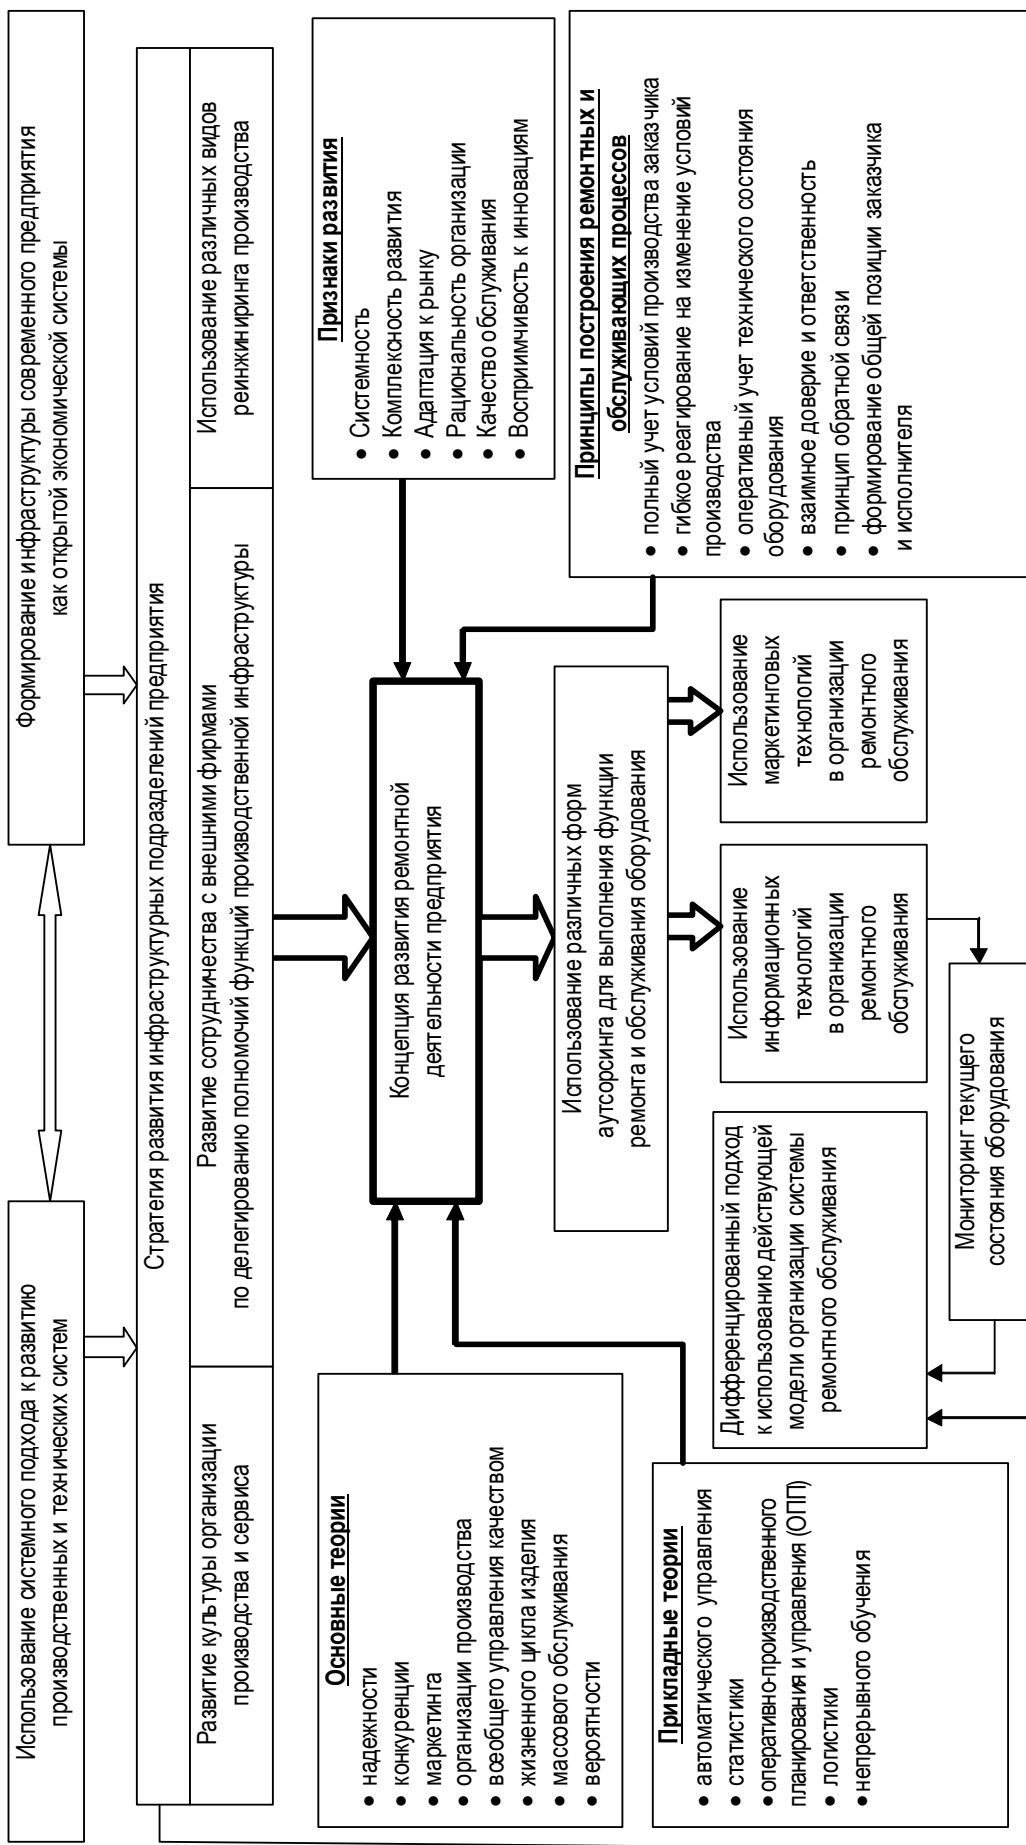 Использование системного подхода к развитию
производственных и технических систем
Формирование инфраструктуры современного предприятия
как открытой экономической системы
Стратегия развития инфраструктурных подразделений предприятия
Развитие культуры организации
производства и сервиса
Развитие сотрудничества с внешними фирмами
по делегированию полномочий функций производственной инфраструктуры
Использование различных видов
реинжиниринга производства
Основные теории
• надежности
• конкуренции
• маркетинга
• организации производства
• всеобщего управления качеством
• жизненного цикла изделия
• массового обслуживания
• вероятности
Концепция развития ремонтной
деятельности предприятия
Признаки развития
• Системность
• Комплексность развития
• Адаптация к рынку
• Рациональность организации
• Качество обслуживания
• Восприимчивость к инновациям
Использование различных форм
аутсорсинга для выполнения функции
ремонта и обслуживания оборудования
Принципы построения ремонтных и
обслуживающих процессов
• полный учет условий производства заказчика
• гибкое реагирование на изменение условий
производства
• оперативный учет технического состояния
оборудования
• взаимное доверие и ответственность
• принцип обратной связи
• формирование общей позиции заказчика
и исполнителя
Прикладные теории
• автоматического управления
• статистики
• оперативно-производственного
планирования и управления (ОПП)
• логистики
• непрерывного обучения
Дифференцированный подход
к использованию действующей
модели организации системы
ремонтного обслуживания
Использование
информационных
технологий
в организации
ремонтного
обслуживания
Использование
маркетинговых
технологий
в организации
ремонтного
обслуживания
Мониторинг текущего
состояния оборудования